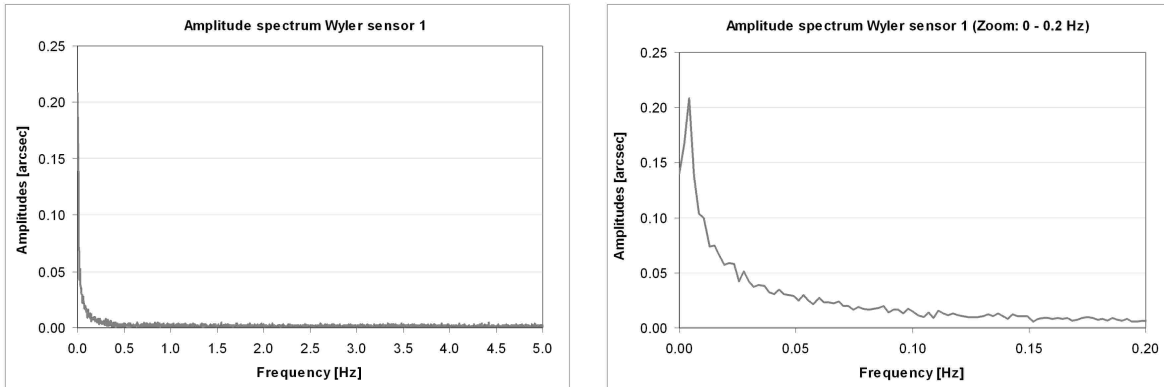 Amplitude spectrum Wyler sensor 1
0.25
0.20
0.15
0.10
0.05
0.00
Amplitudes [arcsec]
0.0 0.5 1.0 1.5 2.0 2.5 3.0 3.5 4.0 4.5 5.0
Frequency [Hz]
Amplitude spectrum Wyler sensor 1 (Zoom: 0 - 0.2 Hz)
0.25
0.20
0.15
0.10
0.05
0.00
Amplitudes [arcsec]
0.00 0.05 0.10 0.15 0.20
Frequency [Hz]